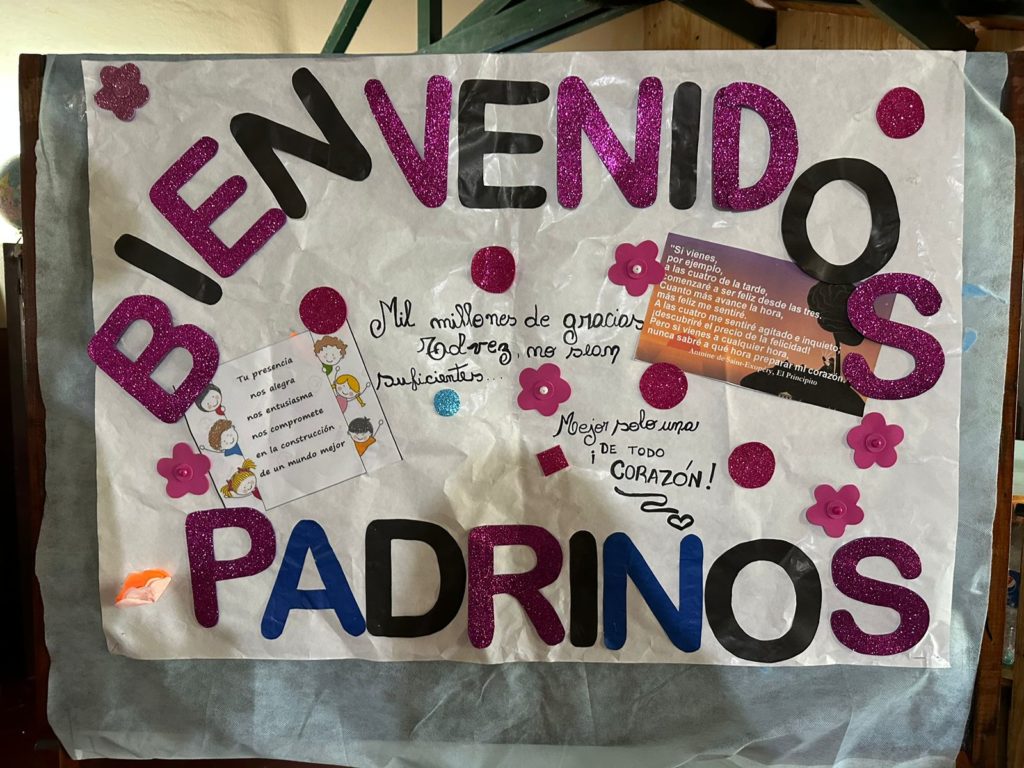 BIENVENIDOS
Mil millones de gracias
Tal vez, no sean
suficientes...
"Si vienes,
por ejemplo,
a las cuatro de la tarde,
comenzaré a ser feliz desde las tres.
Cuanto más avance la hora,
más feliz me sentiré.
A las cuatro me sentiré agitado e inquieto;
descubriré el precio de la felicidad!
Pero si vienes a cualquier hora,
nunca sabré a qué hora preparar mi corazón.
Antoine de Saint-Exupéry, El Principito
Tu presencia
nos alegra
nos entusiasma
nos compromete
en la construcción
de un mundo mejor
Mejor solo una
¡DE TODO
CORAZÓN!
PADRINOS